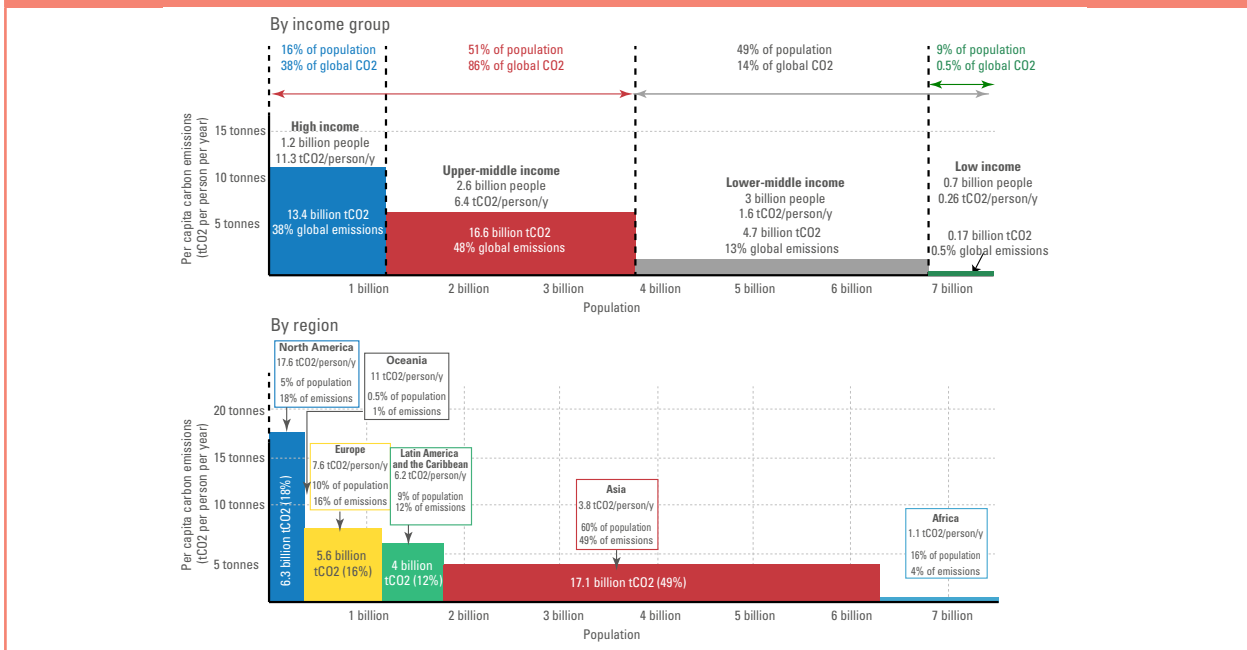 By income group
16% of population
38% of global CO2
51% of population
86% of global CO2
49% of population
14% of global CO2
9% of population
0.5% of global CO2
Per capita carbon emissions
(tCO2 per person per year)
15 tonnes
10 tonnes
5 tonnes
High income
1.2 billion people
11.3 tCO2/person/y
13.4 billion tCO2
38% global emissions
Upper-middle income
2.6 billion people
6.4 tCO2/person/y
16.6 billion tCO2
48% global emissions
Lower-middle income
3 billion people
1.6 tCO2/person/y
4.7 billion tCO2
13% global emissions
Low income
0.7 billion people
0.26 tCO2/person/y
0.17 billion tCO2
0.5% global emissions
1 billion
2 billion
3 billion
4 billion
5 billion
6 billion
7 billion
Population
By region
Per capita carbon emissions
(tCO2 per person per year)
20 tonnes
15 tonnes
10 tonnes
5 tonnes
North America
17.6 tCO2/person/y
5% of population
18% of emissions
6.3 billion tCO2 (18%)
Oceania
11 tCO2/person/y
0.5% of population
1% of emissions
Europe
7.6 tCO2/person/y
10% of population
16% of emissions
5.6 billion
tCO2 (16%)
Latin America
and the Caribbean
6.2 tCO2/person/y
9% of population
12% of emissions
4 billion
tCO2 (12%)
Asia
3.8 tCO2/person/y
60% of population
49% of emissions
17.1 billion tCO2 (49%)
Africa
1.1 tCO2/person/y
16% of population
4% of emissions
1 billion
2 billion
3 billion
4 billion
5 billion
6 billion
7 billion
Population